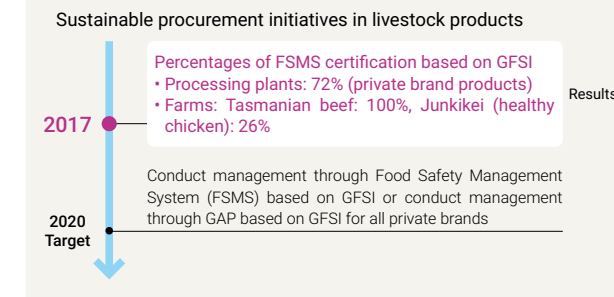 Sustainable procurement initiatives in livestock products
Percentages of FSMS certification based on GFSI
• Processing plants: 72% (private brand products)
• Farms: Tasmanian beef: 100%, Junkikei (healthy
chicken): 26%
Results
2017
Conduct management through Food Safety Management
System (FSMS) based on GFSI or conduct management
through GAP based on GFSI for all private brands
2020
Target